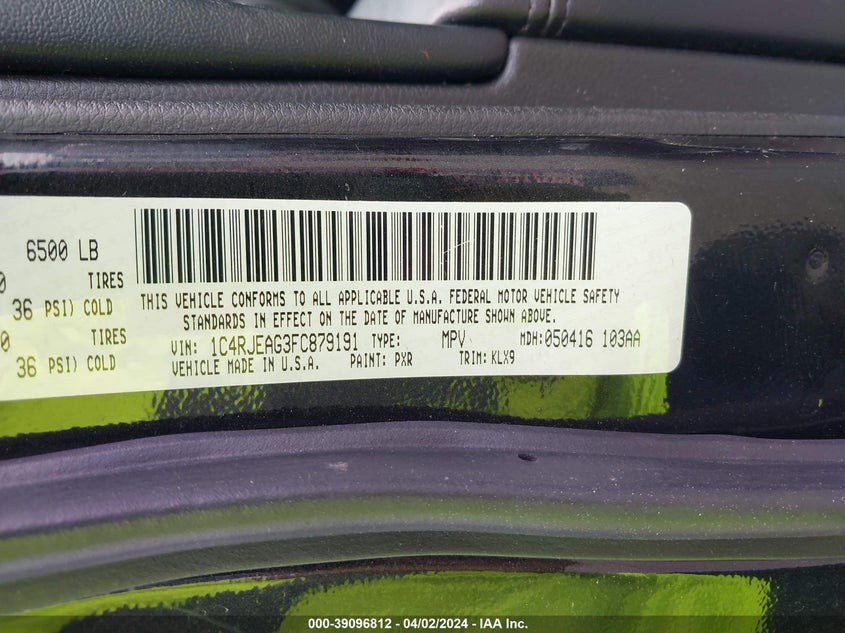 6500 LB
0 TIRES
36 PSI) COLD
0 TIRES
36 PSI) COLD
THIS VEHICLE CONFORMS TO ALL APPLICABLE U.S.A. FEDERAL MOTOR VEHICLE SAFETY
STANDARDS IN EFFECT ON THE DATE OF MANUFACTURE SHOWN ABOVE.
VIN: 1C4RJEAG3FC879191 TYPE: MPV MDH:050416 103AA
VEHICLE MADE IN U.S.A. PAINT: PXR TRIM: KLX9
000-39096812 - 04/02/2024 - IAA Inc.